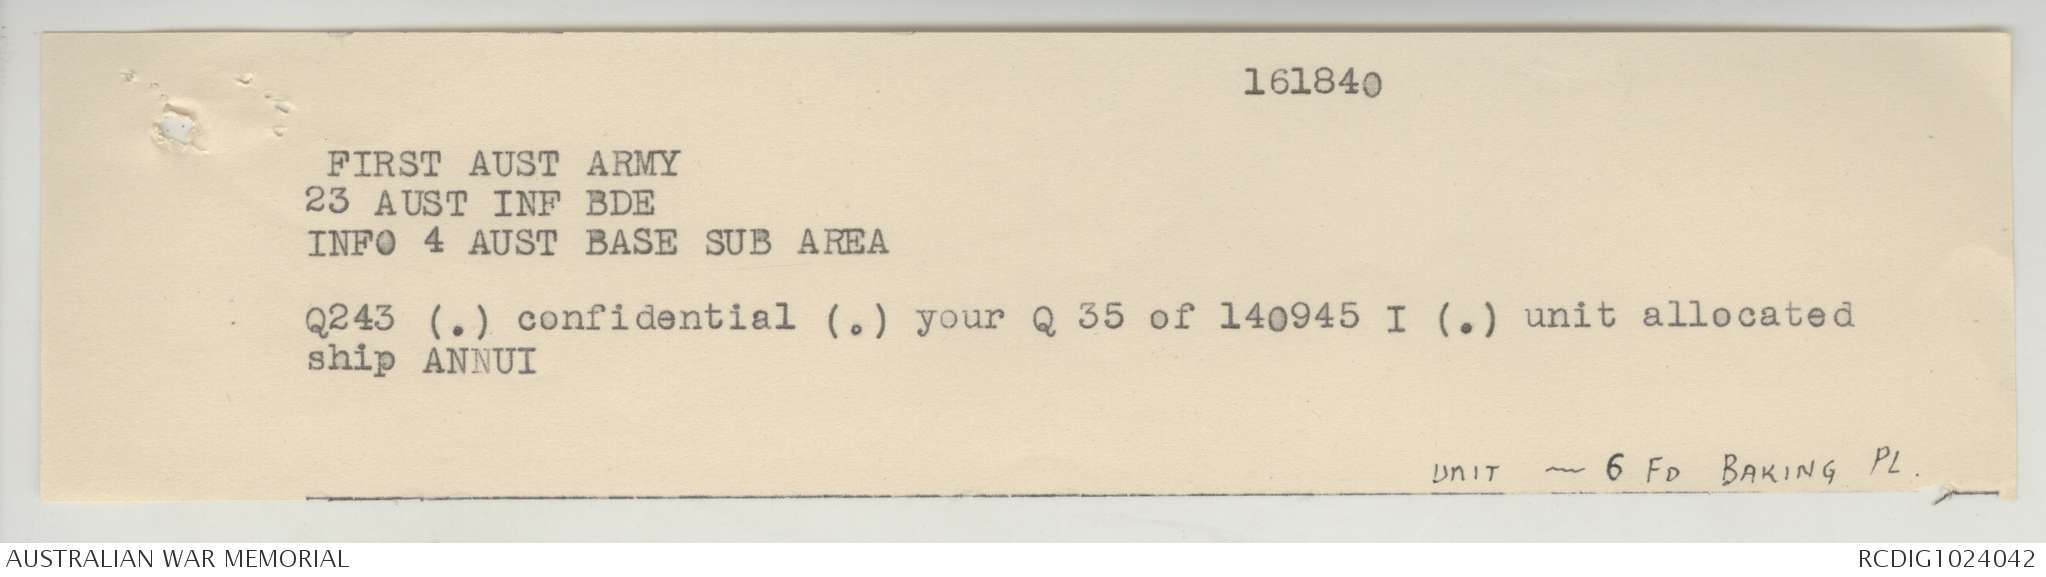 161840
FIRST AUST ARMY
23 AUST INF BDE
INFO 4 AUST BASE SUB AREA
Q243 (.) confidential (.) your Q 35 of 140945 I (.) unit allocated
ship ANNUI
UNIT — 6 FD BAKING PL.
AUSTRALIAN WAR MEMORIAL
RCDIG1024042